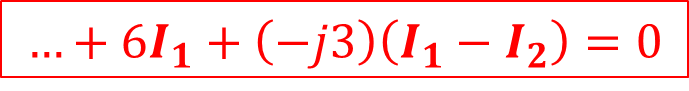 ... + 6I₁ + (−j3)(I₁ − I₂) = 0